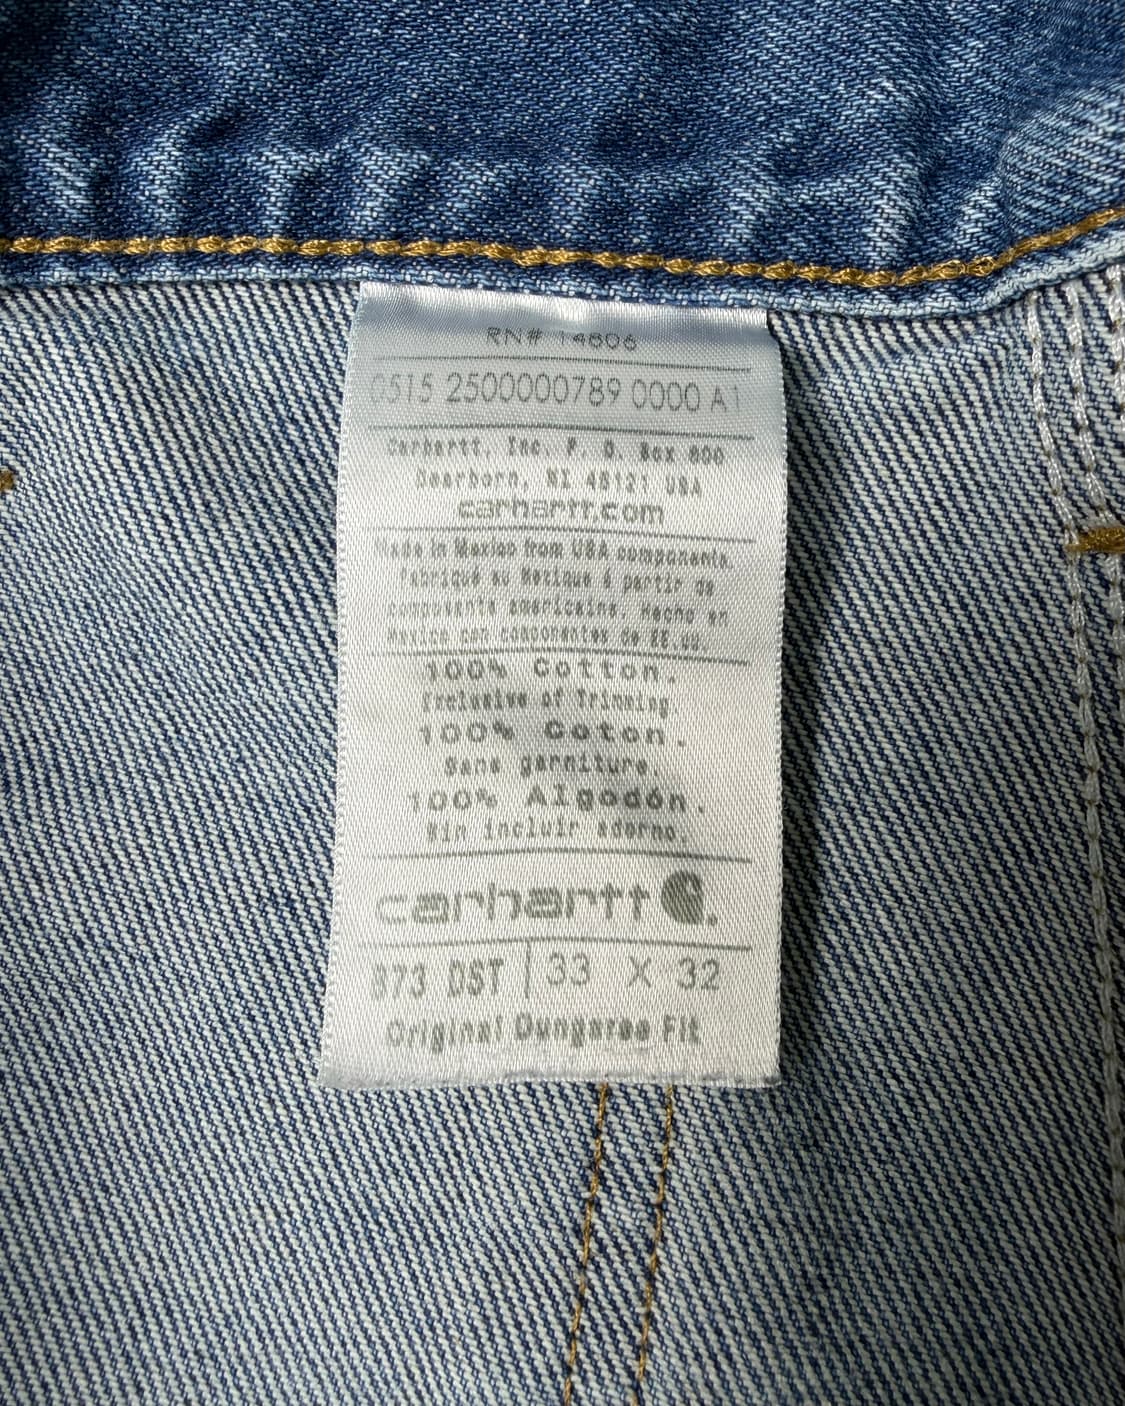 RN# 14806
0515 2500000789 0000 A1
Carhartt, Inc. P. O. Box 600
Dearborn, MI 48121 USA
carhartt.com
Made in Mexico from USA components.
Fabriqué au Mexique à partir de
composants américains. Hecho en
Mexico con componentes de EE.UU.
100% Cotton.
Exclusive of Trimming
100% Coton.
Sans garniture.
100% Algodón.
Sin incluir adorno.
carhartt
DST | 33 X 32
Original Dungaree Fit